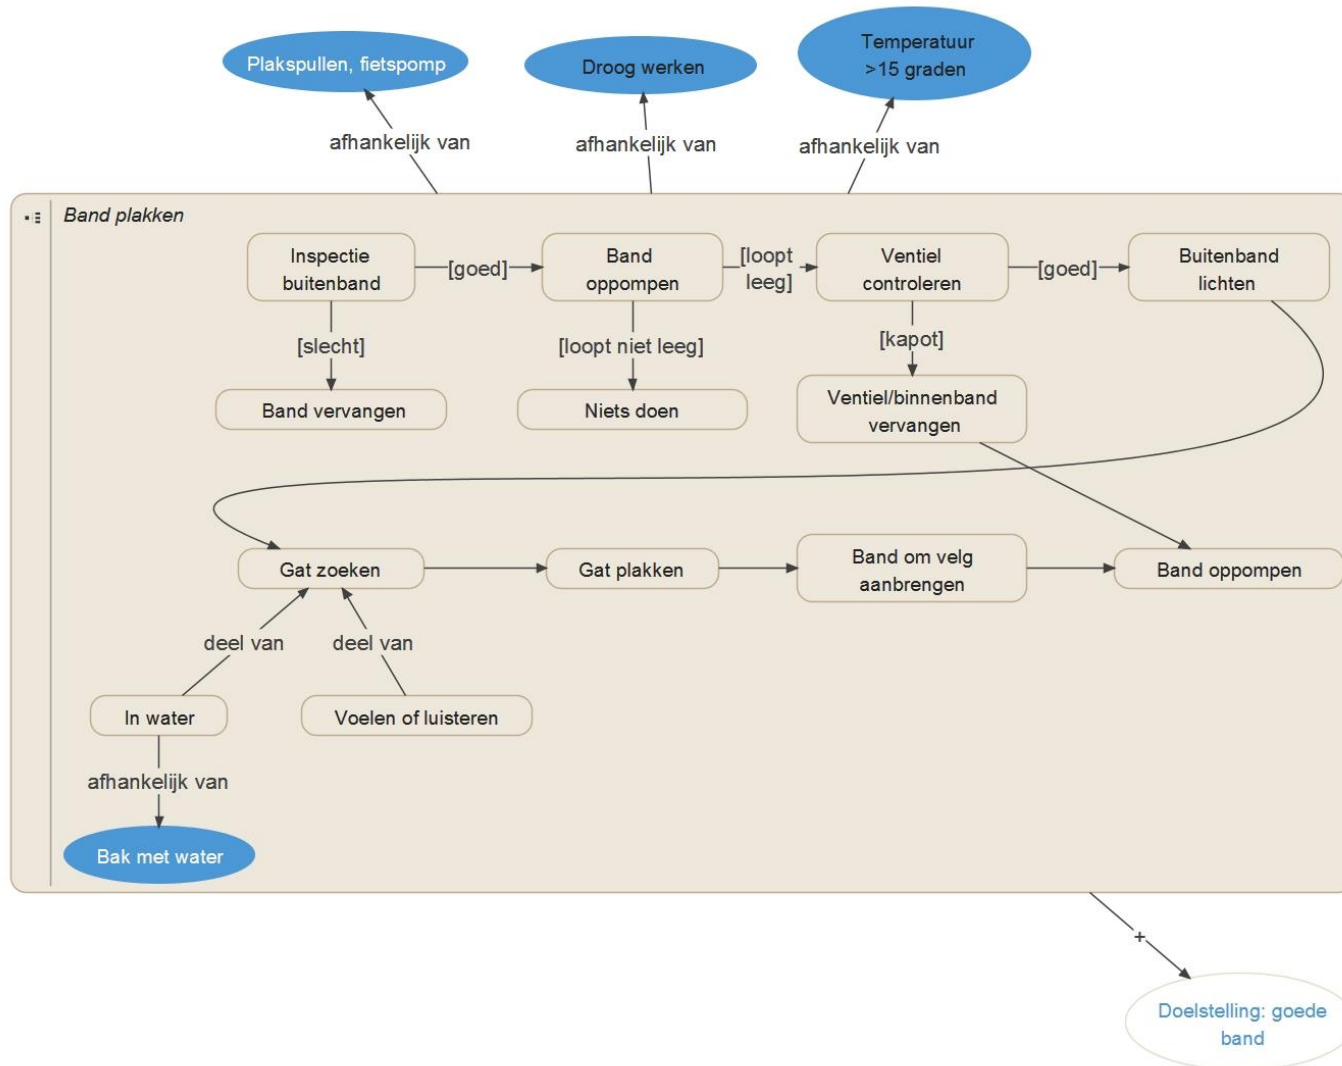 Plakspullen, fietspomp
Droog werken
Temperatuur
>15 graden
afhankelijk van
afhankelijk van
afhankelijk van
Band plakken
Inspectie
buitenband
[goed]
Band
oppompen
[loopt
leeg]
Ventiel
controleren
[goed]
Buitenband
lichten
[slecht]
[loopt niet leeg]
[kapot]
Band vervangen
Niets doen
Ventiel/binnenband
vervangen
Gat zoeken
Gat plakken
Band om velg
aanbrengen
Band oppompen
deel van
deel van
In water
Voelen of luisteren
afhankelijk van
Bak met water
+
Doelstelling: goede
band